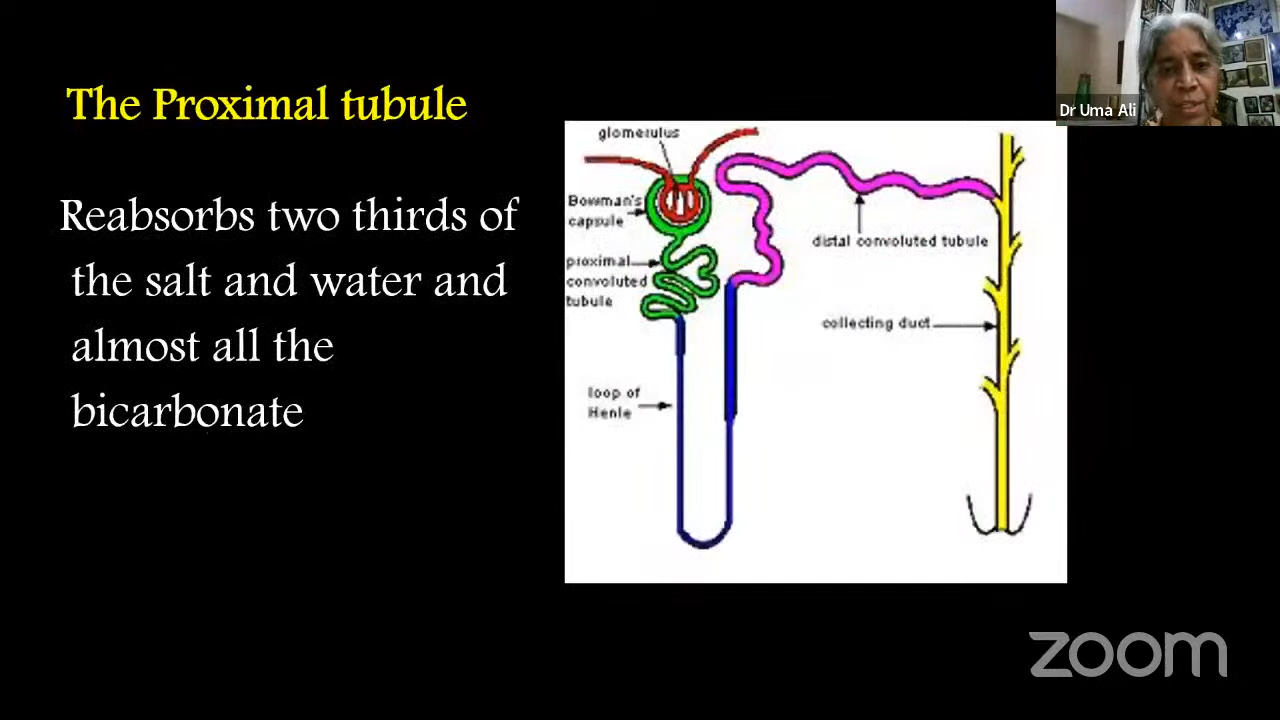 The Proximal tubule
Reabsorbs two thirds of
the salt and water and
almost all the
bicarbonate
glomerulus
Bowman's
capsule
proximal
convoluted
tubule
loop of
Henle
distal convoluted tubule
collecting duct
Dr Uma Ali
zoom